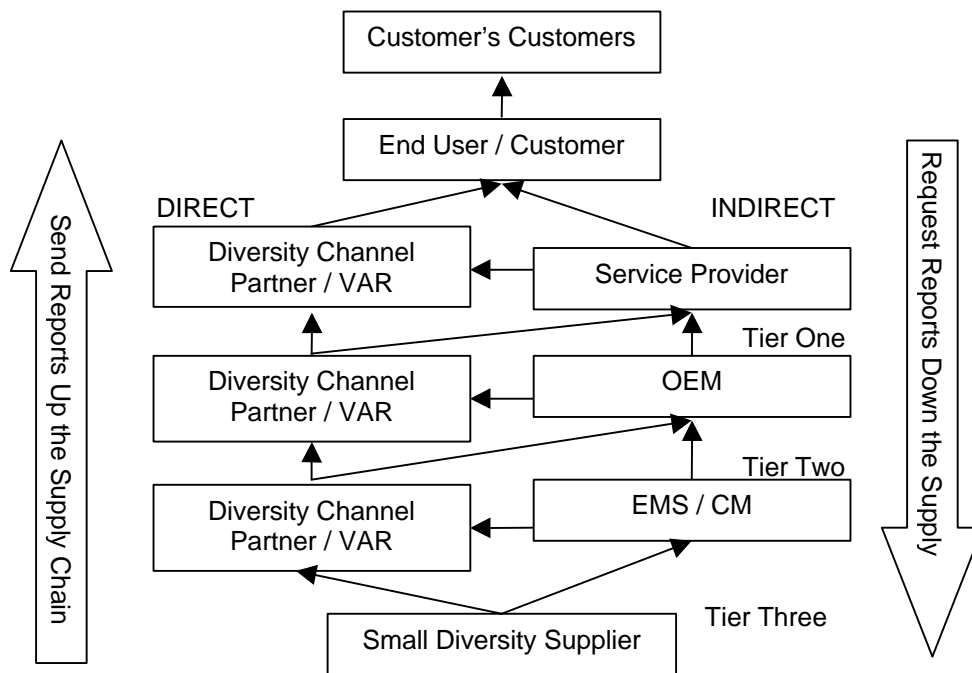 Customer's Customers
End User / Customer
DIRECT
INDIRECT
Diversity Channel
Partner / VAR
Service Provider
Tier One
Diversity Channel
Partner / VAR
OEM
Tier Two
Diversity Channel
Partner / VAR
EMS / CM
Tier Three
Small Diversity Supplier
Send Reports Up the Supply Chain
Request Reports Down the Supply